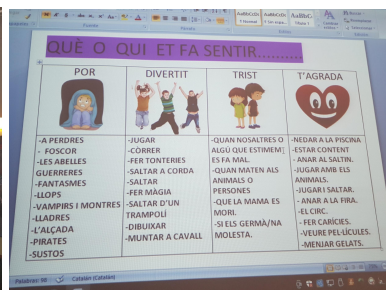 QUÈ O QUI ET FA SENTIR..........
POR
-A PERDRES
- FOSCOR
-LES ABELLES
GUERRERES
-FANTASMES
-LLOPS
-VAMPIRS I MONTRES
-LLADRES
-L'ALÇADA
-PIRATES
-SUSTOS
DIVERTIT
-JUGAR
-CÓRRER
-FER TONTERIES
-SALTAR A CORDA
-SALTAR
-FER MÀGIA
-SALTAR D'UN
TRAMPOLÍ
-DIBUIXAR
-MUNTAR A CAVALL
TRIST
-QUAN NOSALTRES O
ALGÚ QUE ESTIMEM
ES FA MAL.
-QUAN MATEN ALS
ANIMALS O
PERSONES
-QUE LA MAMA ES
MORI.
-SI ELS GERMÀ/NA
MOLESTA.
T'AGRADA
-NEDAR A LA PISCINA
-ESTAR CONTENT
- ANAR AL SALTIN.
-JUGAR AMB ELS
ANIMALS.
-JUGAR I SALTAR.
- ANAR A LA FIRA.
-EL CIRC.
- FER CARÍCIES.
-VEURE PEL·LÍCULES.
-MENJAR GELATS.
Català (Catalán)